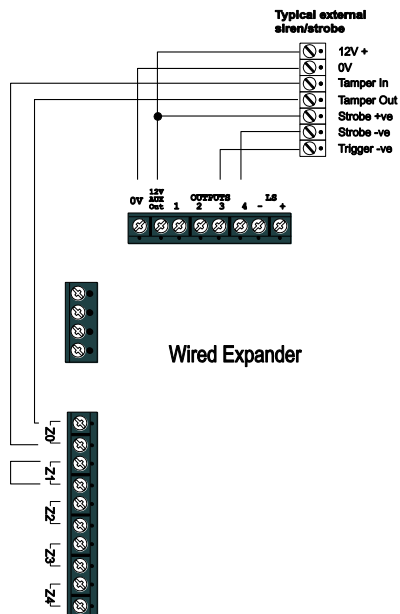 Typical external
siren/strobe
12V +
0V
Tamper In
Tamper Out
Strobe +ve
Strobe -ve
Trigger -ve
0V
12V
AUX
Out
OUTPUTS
1 2 3 4
LS
- +
Wired Expander
Z0
Z1
Z2
Z3
Z4